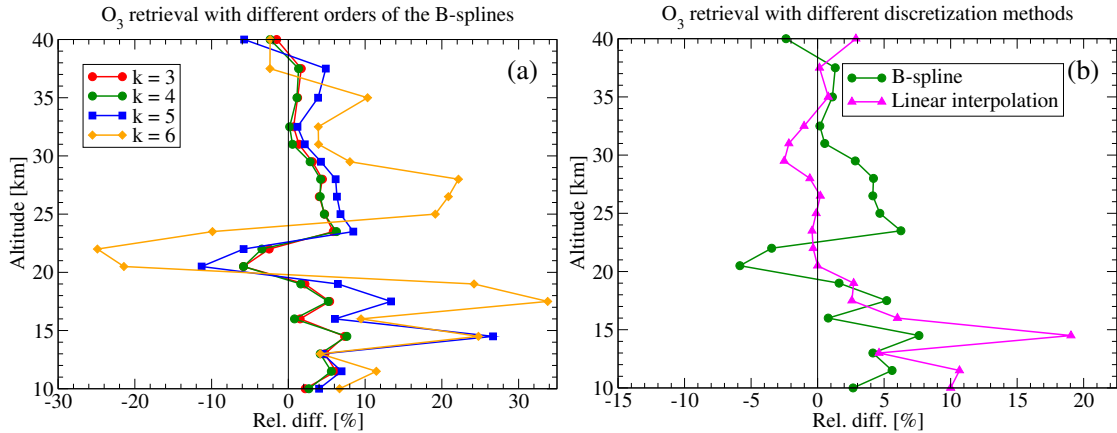 O₃ retrieval with different orders of the B-splines
40
35
30
25
20
15
10
Altitude [km]
(a)
k = 3
k = 4
k = 5
k = 6
-30 -20 -10 0 10 20 30
Rel. diff. [%]
O₃ retrieval with different discretization methods
40
35
30
25
20
15
10
Altitude [km]
(b)
B-spline
Linear interpolation
-15 -10 -5 0 5 10 15 20
Rel. diff. [%]